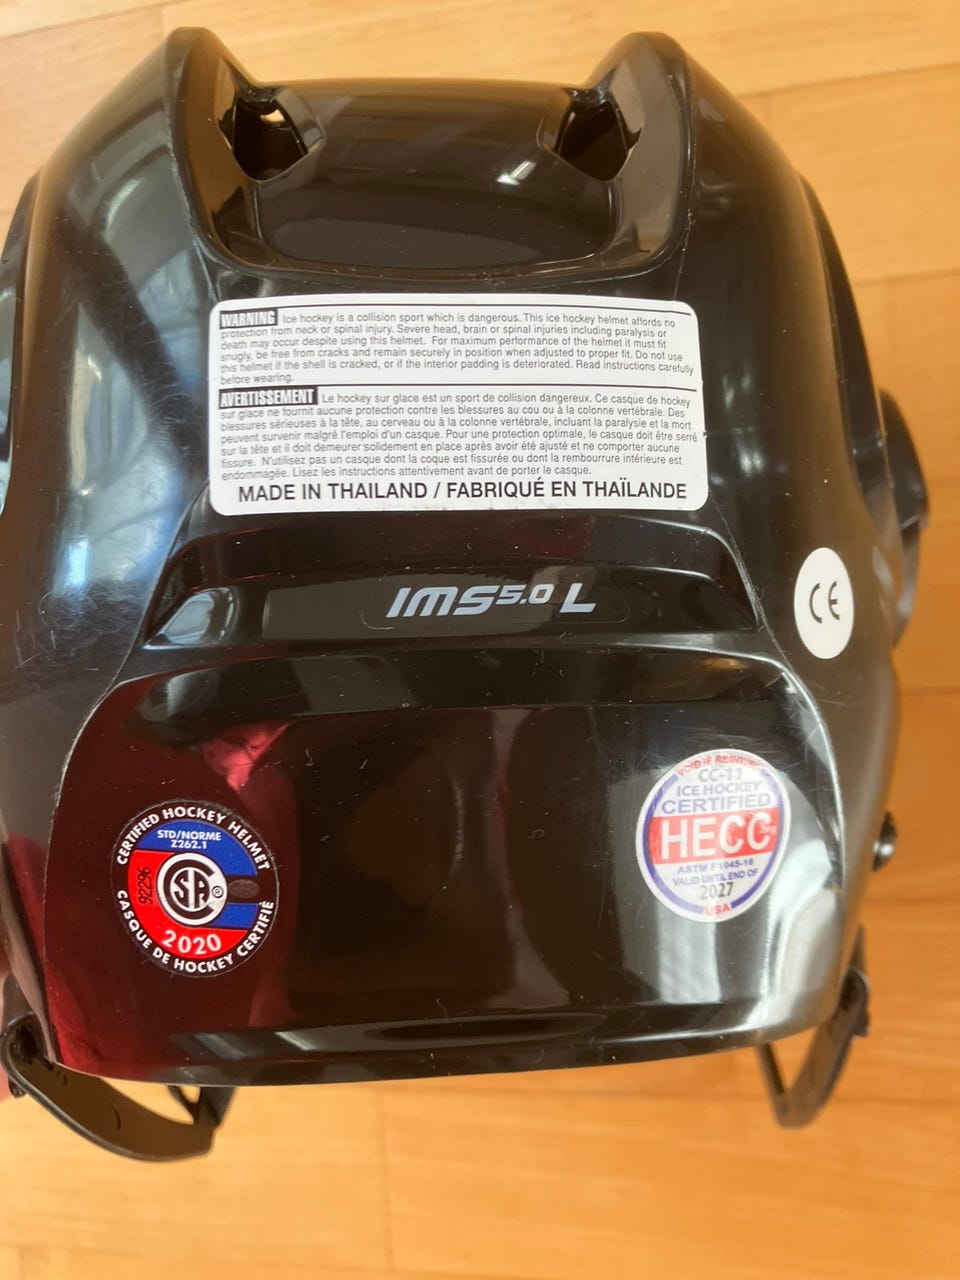 WARNING Ice hockey is a collision sport which is dangerous. This ice hockey helmet affords no
protection from neck or spinal injury. Severe head, brain or spinal injuries including paralysis or
death may occur despite using this helmet. For maximum performance of the helmet it must fit
snugly, be free from cracks and remain securely in position when adjusted to proper fit. Do not use
this helmet if the shell is cracked, or if the interior padding is deteriorated. Read instructions carefully
before wearing.
AVERTISSEMENT Le hockey sur glace est un sport de collision dangereux. Ce casque de hockey
sur glace ne fournit aucune protection contre les blessures au cou ou à la colonne vertébrale. Des
blessures sérieuses à la tête, au cerveau ou à la colonne vertébrale, incluant la paralysie et la mort
peuvent survenir malgré l'emploi d'un casque. Pour une protection optimale, le casque doit être serré
sur la tête et il doit demeurer solidement en place après avoir été ajusté et ne comporter aucune
fissure. N'utilisez pas un casque dont la coque est fissurée ou dont la rembourrure intérieure est
endommagée. Lisez les instructions attentivement avant de porter le casque.
MADE IN THAILAND / FABRIQUÉ EN THAÏLANDE
IMS 5.0 L
CE
CERTIFIED HOCKEY HELMET
STD/NORME
Z262.1
92296
SA ®
2020
CASQUE DE HOCKEY CERTIFIÉ
VOID IF REMOVED
CC-11
ICE HOCKEY
CERTIFIED
HECC.org
ASTM F1045-16
VALID UNTIL END OF
2027
USA